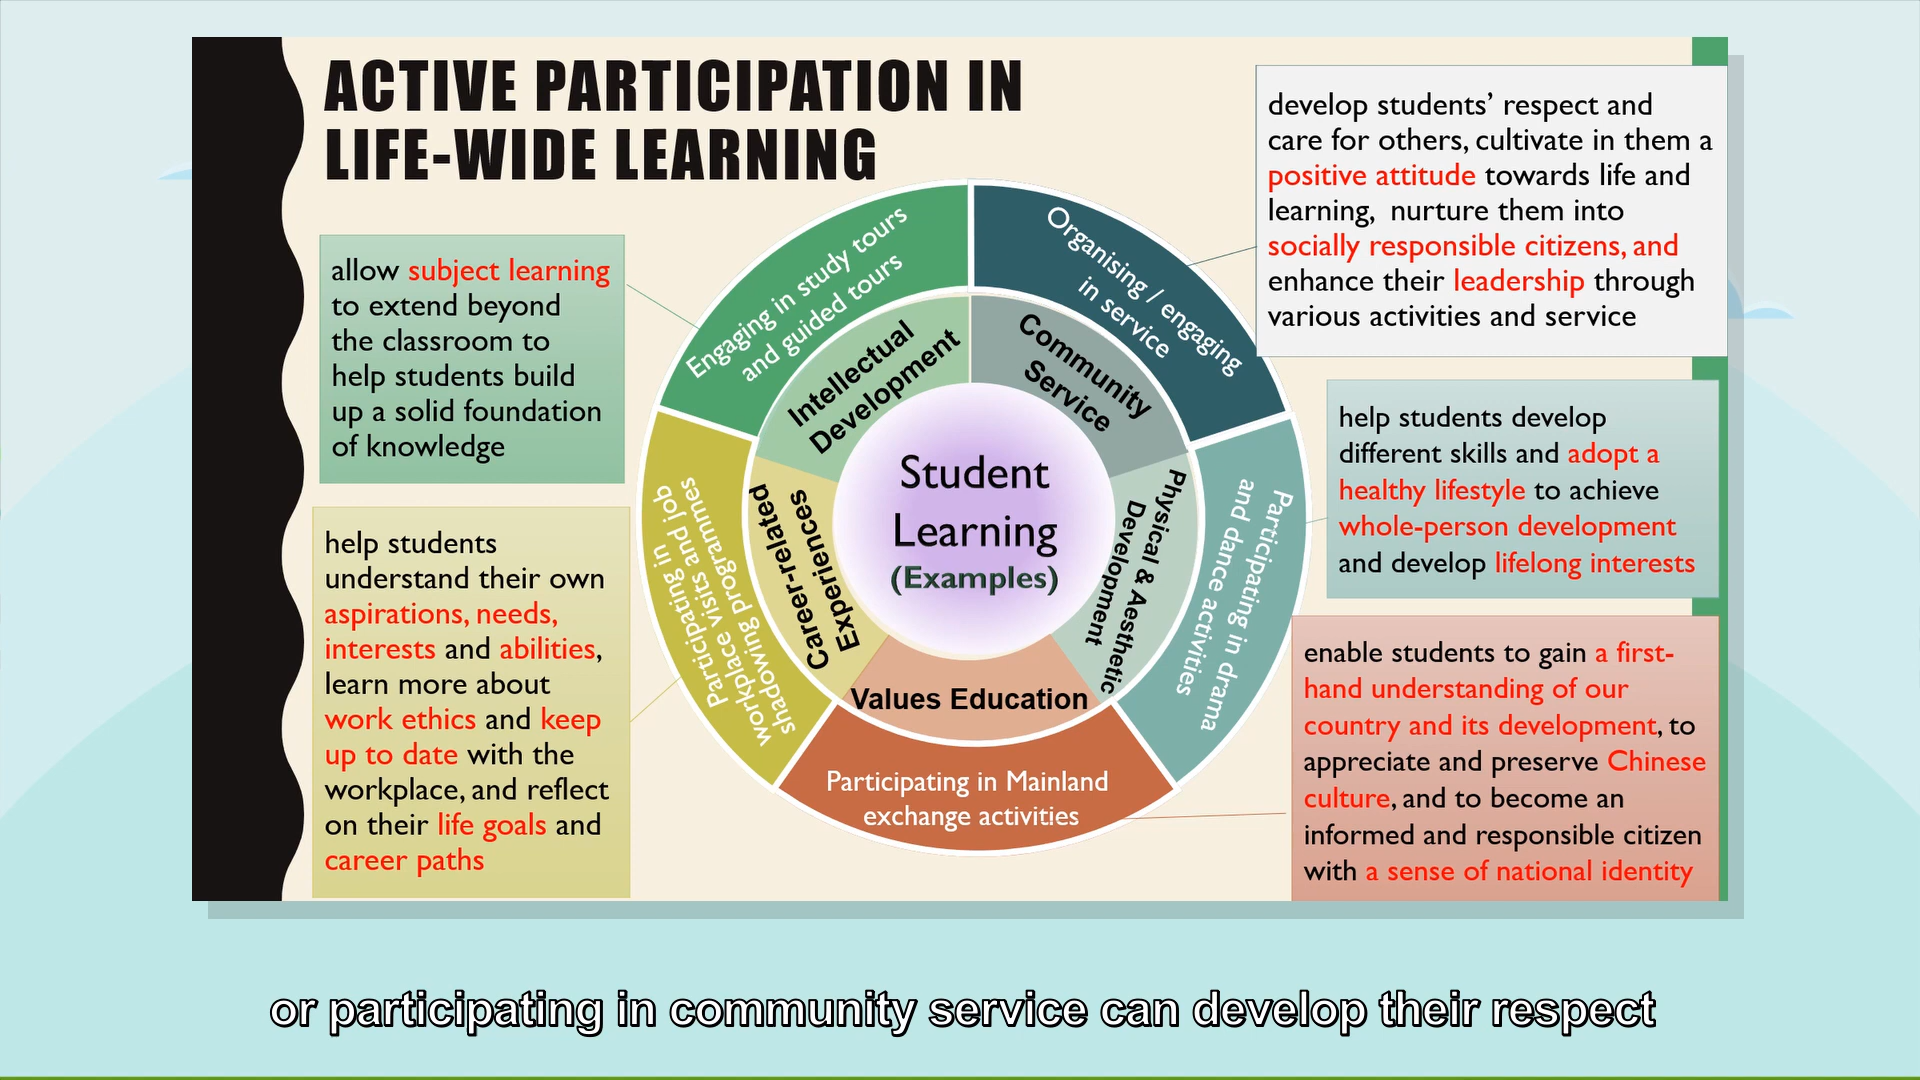 ACTIVE PARTICIPATION IN
LIFE-WIDE LEARNING
allow subject learning
to extend beyond
the classroom to
help students build
up a solid foundation
of knowledge
help students
understand their own
aspirations, needs,
interests and abilities,
learn more about
work ethics and keep
up to date with the
workplace, and reflect
on their life goals and
career paths
Engaging in study tours
and guided tours
Intellectual
Development
Organising / engaging
in service
Community
Service
Student
Learning
(Examples)
Participating in job
workplace visits and
shadowing programmes
Career-related
Experiences
Physical & Aesthetic
Development
Participating in drama
and dance activities
Values Education
Participating in Mainland
exchange activities
develop students’ respect and
care for others, cultivate in them a
positive attitude towards life and
learning, nurture them into
socially responsible citizens, and
enhance their leadership through
various activities and service
help students develop
different skills and adopt a
healthy lifestyle to achieve
whole-person development
and develop lifelong interests
enable students to gain a first-
hand understanding of our
country and its development, to
appreciate and preserve Chinese
culture, and to become an
informed and responsible citizen
with a sense of national identity
or participating in community service can develop their respect